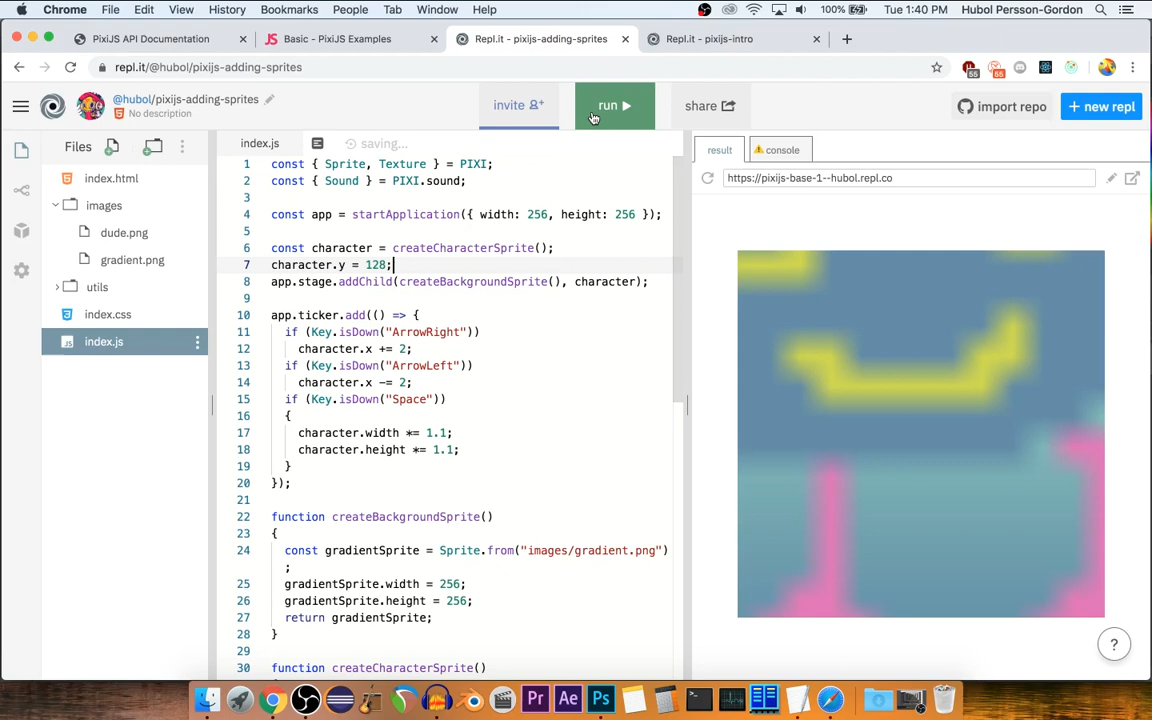 Chrome File Edit View History Bookmarks People Tab Window Help 100% Tue 1:40 PM Hubol Persson-Gordon
PixiJS API Documentation Basic - PixiJS Examples Repl.it - pixijs-adding-sprites Repl.it - pixijs-intro
repl.it/@hubol/pixijs-adding-sprites
@hubol/pixijs-adding-sprites
No description
invite run share import repo + new repl
Files
index.html
images
dude.png
gradient.png
utils
index.css
index.js
index.js saving...
1 const { Sprite, Texture } = PIXI;
2 const { Sound } = PIXI.sound;
3
4 const app = startApplication({ width: 256, height: 256 });
5
6 const character = createCharacterSprite();
7 character.y = 128;
8 app.stage.addChild(createBackgroundSprite(), character);
9
10 app.ticker.add(() => {
11 if (Key.isDown("ArrowRight"))
12 character.x += 2;
13 if (Key.isDown("ArrowLeft"))
14 character.x -= 2;
15 if (Key.isDown("Space"))
16 {
17 character.width *= 1.1;
18 character.height *= 1.1;
19 }
20 });
21
22 function createBackgroundSprite()
23 {
24 const gradientSprite = Sprite.from("images/gradient.png")
;
25 gradientSprite.width = 256;
26 gradientSprite.height = 256;
27 return gradientSprite;
28 }
29
30 function createCharacterSprite()
result console
https://pixijs-base-1--hubol.repl.co
?
Pr Ae Ps